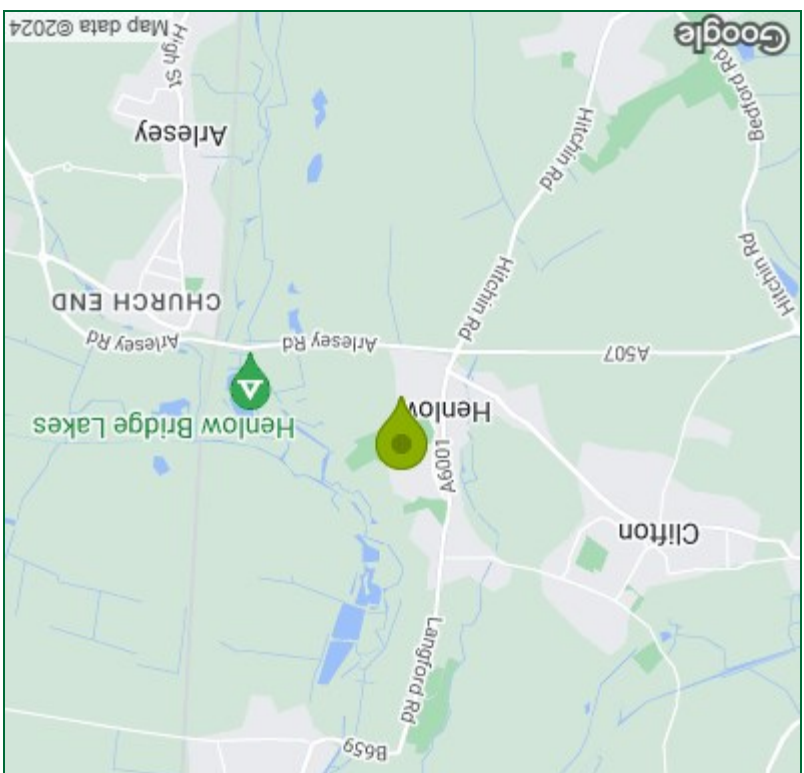 B659
Langford Rd
Clifton
A6001
Henlow
Henlow Bridge Lakes
A507
Arlesey Rd
Arlesey Rd
CHURCH END
Hitchin Rd
Hitchin Rd
Hitchin Rd
Arlesey
Bedford Rd
High St
Google
Map data ©2024